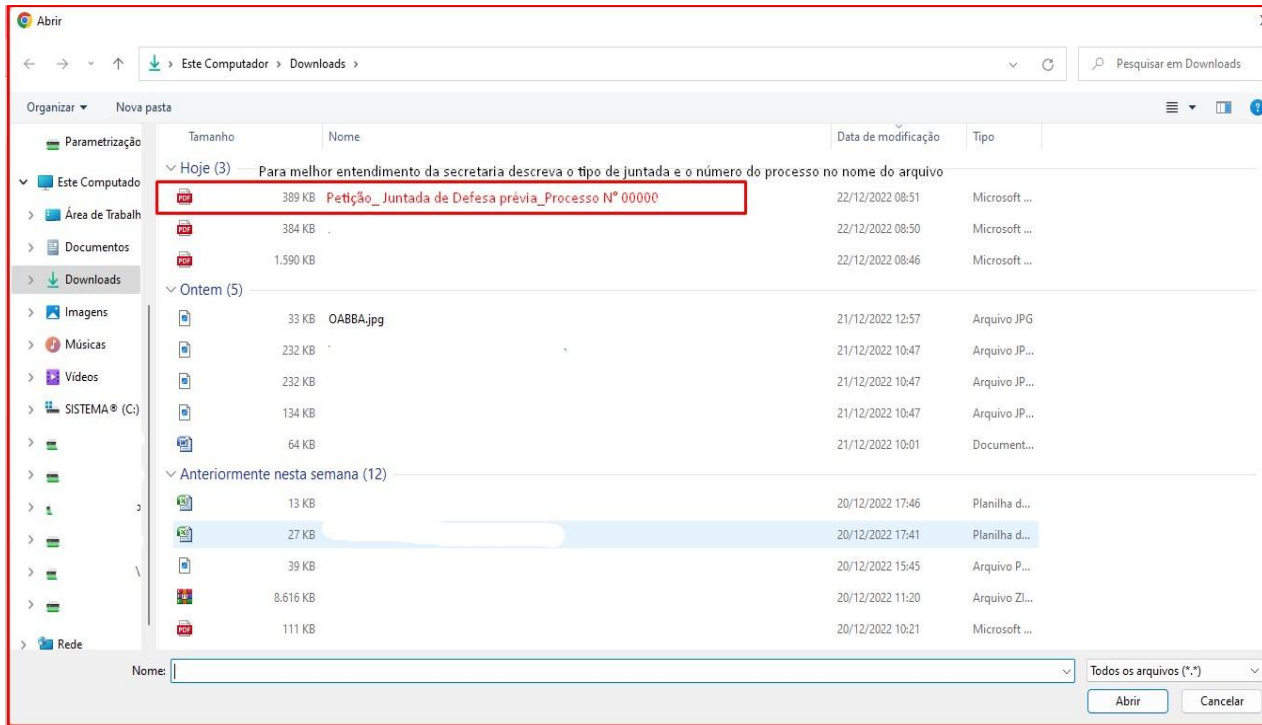 Abrir
Este Computador > Downloads >
Pesquisar em Downloads
Organizar
Nova pasta
Tamanho Nome Data de modificação Tipo
Parametrização
Este Computado
Área de Trabalh
Documentos
Downloads
Imagens
Músicas
Vídeos
SISTEMA® (C:)
Rede
Hoje (3)
Para melhor entendimento da secretaria descreva o tipo de juntada e o número do processo no nome do arquivo
389 KB Petição_ Juntada de Defesa prévia_Processo N° 00000 22/12/2022 08:51 Microsoft ...
384 KB 22/12/2022 08:50 Microsoft ...
1.590 KB 22/12/2022 08:46 Microsoft ...
Ontem (5)
33 KB OABBA.jpg 21/12/2022 12:57 Arquivo JPG
232 KB 21/12/2022 10:47 Arquivo JP...
232 KB 21/12/2022 10:47 Arquivo JP...
134 KB 21/12/2022 10:47 Arquivo JP...
64 KB 21/12/2022 10:01 Document...
Anteriormente nesta semana (12)
13 KB 20/12/2022 17:46 Planilha d...
27 KB 20/12/2022 17:41 Planilha d...
39 KB 20/12/2022 15:45 Arquivo P...
8.616 KB 20/12/2022 11:20 Arquivo ZI...
111 KB 20/12/2022 10:21 Microsoft ...
Nome:
Todos os arquivos (*.*)
Abrir
Cancelar